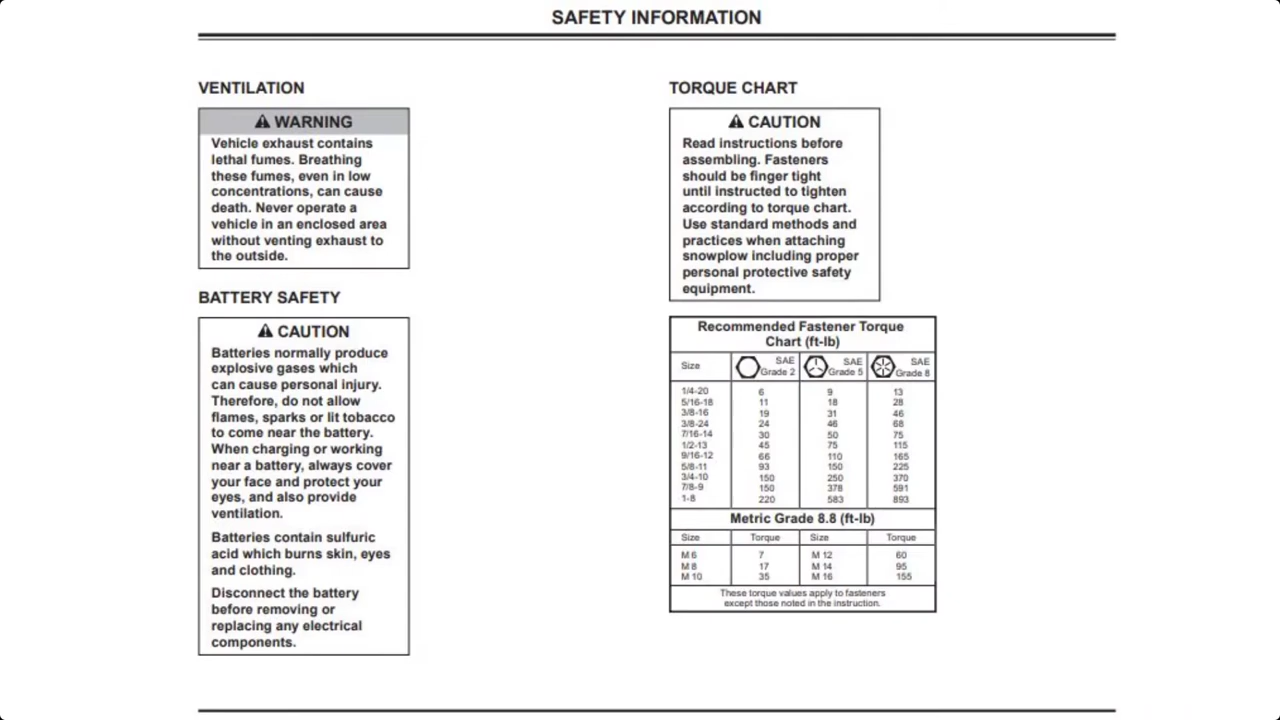 SAFETY INFORMATION
VENTILATION
⚠ WARNING
Vehicle exhaust contains
lethal fumes. Breathing
these fumes, even in low
concentrations, can cause
death. Never operate a
vehicle in an enclosed area
without venting exhaust to
the outside.
BATTERY SAFETY
⚠ CAUTION
Batteries normally produce
explosive gases which
can cause personal injury.
Therefore, do not allow
flames, sparks or lit tobacco
to come near the battery.
When charging or working
near a battery, always cover
your face and protect your
eyes, and also provide
ventilation.
Batteries contain sulfuric
acid which burns skin, eyes
and clothing.
Disconnect the battery
before removing or
replacing any electrical
components.
TORQUE CHART
⚠ CAUTION
Read instructions before
assembling. Fasteners
should be finger tight
until instructed to tighten
according to torque chart.
Use standard methods and
practices when attaching
snowplow including proper
personal protective safety
equipment.
Recommended Fastener Torque
Chart (ft-lb)
Size SAE Grade 2 SAE Grade 5 SAE Grade 8
1/4-20 6 9 13
5/16-18 11 18 28
3/8-16 19 31 46
3/8-24 24 46 68
7/16-14 30 50 75
1/2-13 45 75 115
9/16-12 66 110 165
5/8-11 93 150 225
3/4-10 150 250 370
7/8-9 150 378 591
1-8 220 583 893
Metric Grade 8.8 (ft-lb)
Size Torque Size Torque
M 6 7 M 12 60
M 8 17 M 14 95
M 10 35 M 16 155
These torque values apply to fasteners
except those noted in the instruction.